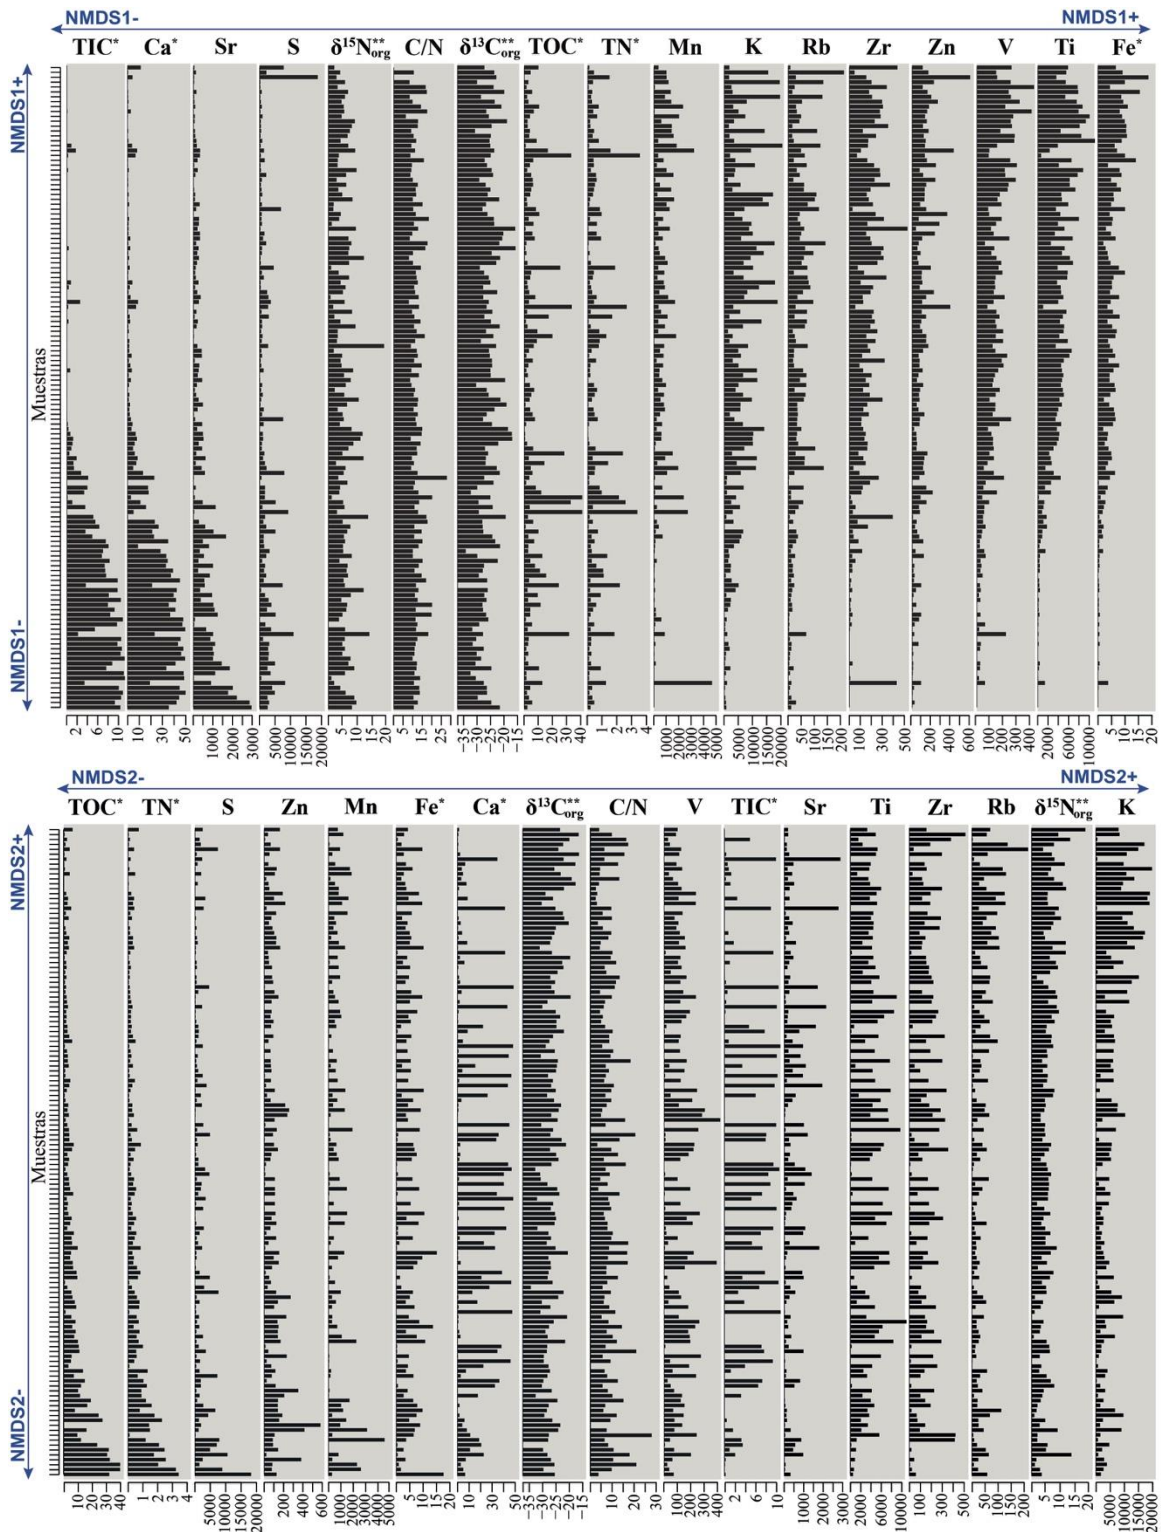 NMDS1- NMDS1+
TIC* Ca* Sr S δ¹⁵N**org C/N δ¹³C**org TOC* TN* Mn K Rb Zr Zn V Ti Fe*
NMDS1+
Muestras
NMDS1-
2 6 10 10 30 50 1000 2000 3000 5000 10000 15000 20000 5 10 15 20 5 15 25 -35 -30 -25 -20 -15 10 20 30 40 1 2 3 4 1000 2000 3000 4000 5000 5000 10000 15000 20000 50 100 150 200 100 300 500 200 400 600 100 200 300 400 2000 6000 10000 5 10 15 20
NMDS2- NMDS2+
TOC* TN* S Zn Mn Fe* Ca* δ¹³C**org C/N V TIC* Sr Ti Zr Rb δ¹⁵N**org K
NMDS2+
Muestras
NMDS2-
10 20 30 40 1 2 3 4 5000 10000 15000 20000 200 400 600 1000 2000 3000 4000 5000 5 10 15 20 10 30 50 -35 -30 -25 -20 -15 0 10 20 30 100 200 300 400 2 6 10 1000 2000 3000 2000 6000 10000 100 300 500 50 100 150 200 5 10 15 20 5000 10000 15000 20000